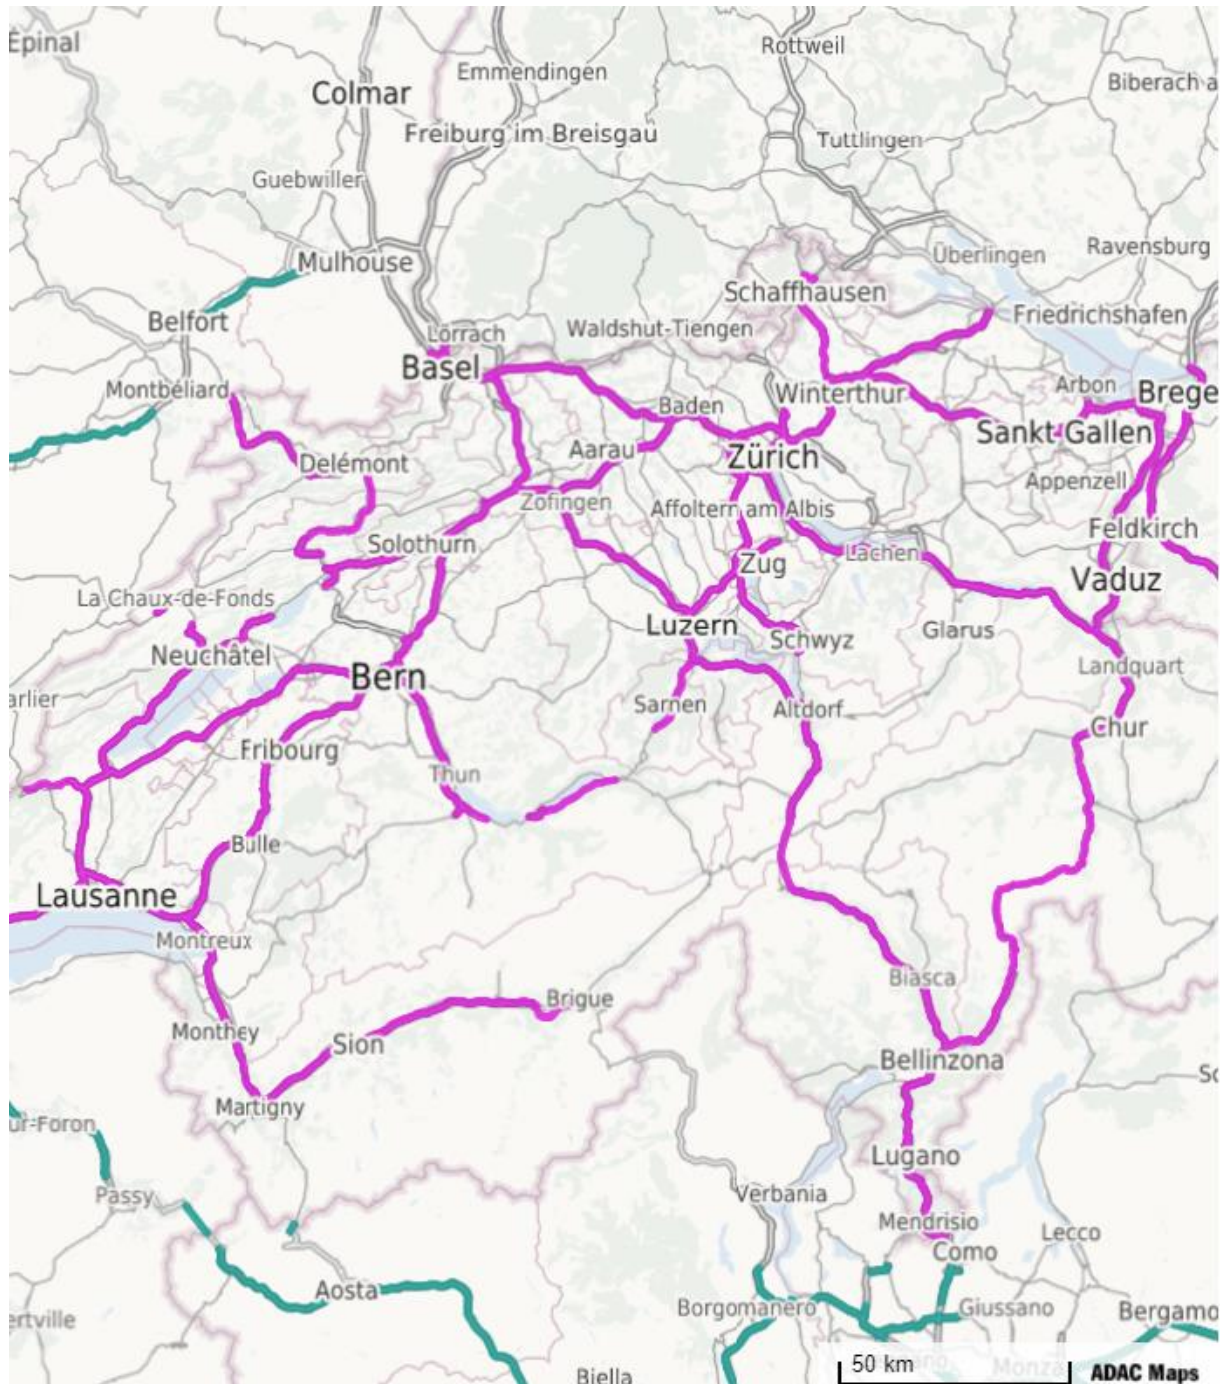 Épinal
Rottweil
Emmendingen
Biberach a
Colmar
Freiburg im Breisgau
Tuttlingen
Guebwiller
Ravensburg
Überlingen
Mulhouse
Schaffhausen
Friedrichshafen
Belfort
Lörrach
Waldshut-Tiengen
Basel
Montbéliard
Arbon
Brege
Winterthur
Baden
Sankt Gallen
Aarau
Zürich
Delémont
Appenzell
Zofingen
Affoltern am Albis
Feldkirch
Solothurn
Lachen
Zug
Vaduz
La Chaux-de-Fonds
Luzern
Glarus
Schwyz
Neuchâtel
Landquart
Bern
arlier
Sarnen
Altdorf
Chur
Fribourg
Thun
Bulle
Lausanne
Montreux
Biasca
Brigue
Monthey
Sion
Bellinzona
Martigny
ur-Foron
Lugano
Passy
Verbania
Mendrisio
Lecco
Como
Aosta
Borgomanero
Giussano
Bergamo
ertville
50 km
Monza
ADAC Maps
Biella